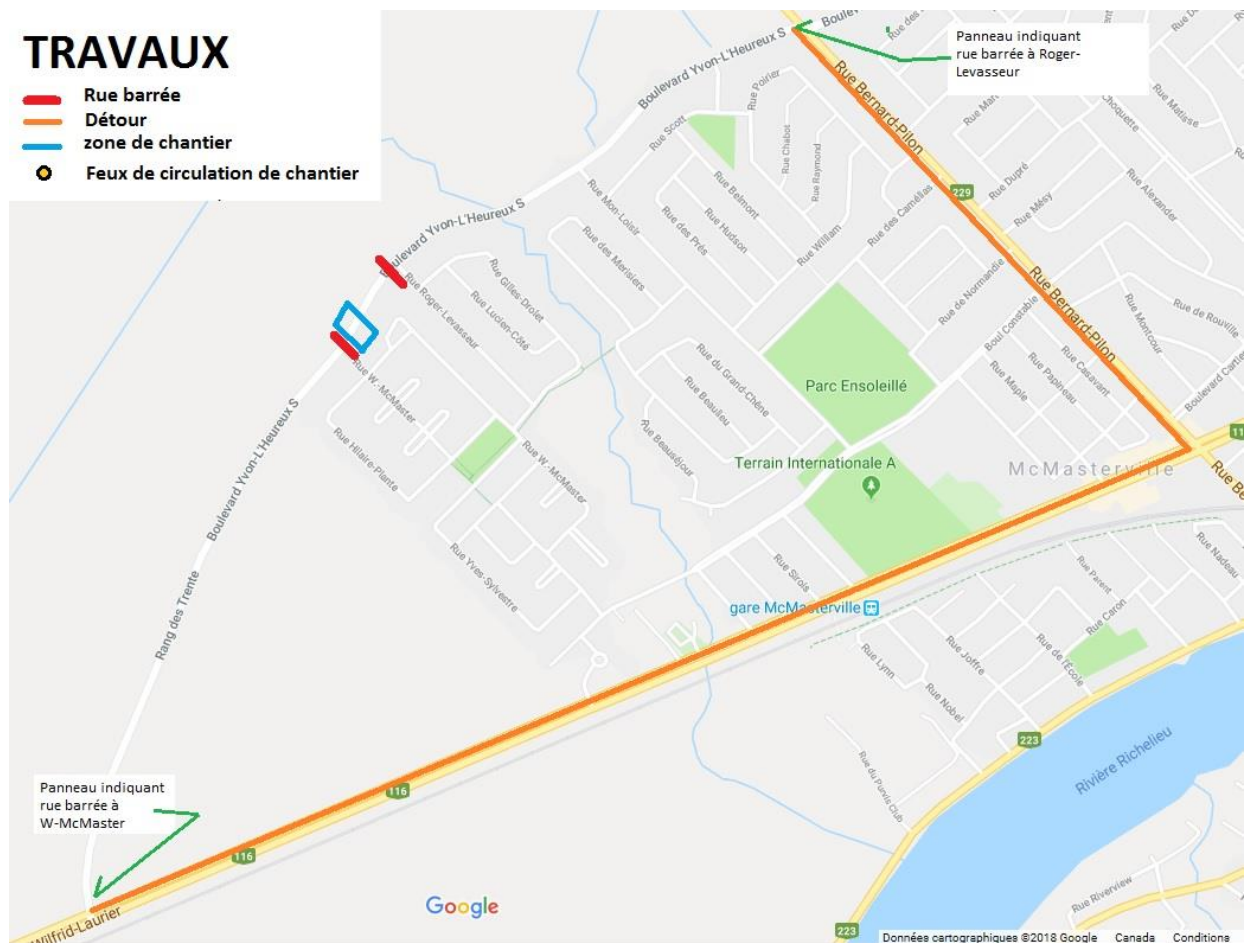 TRAVAUX
Rue barrée
Détour
zone de chantier
Feux de circulation de chantier
Panneau indiquant
rue barrée à Roger-
Levasseur
Boulevard Yvon-L'Heureux S
Rue Bernard-Pilon
Rue Poirier
Rue Scott
Rue Chabot
Rue Raymond
Rue Belmont
Rue William
Rue des Camélias
229
Rue Dupré
Rue Mésy
Choquette
Rue Matisse
Rue Alexander
Boulevard Yvon-L'Heureux S
Rue Mon-Loisir
Rue des Prés
Rue Hudson
Rue des Merisiers
Rue de Normandie
Rue Bernard-Pilon
Boulevard Yvon-L'Heureux S
Rue Gilles-Drolet
Rue Roger-Levasseur
Rue Lucien-Côté
Boul Constable
Rue de Rouville
Rue Montcour
Rue Casavant
Rue Papineau
Rue Maple
Rue W.-McMaster
Rue du Grand-Chêne
Rue Beaulieu
Rue Beauséjour
Parc Ensoleillé
Boulevard Yvon-L'Heureux S
Rue Hilaire-Plante
Rue W.-McMaster
Terrain Internationale A
McMasterville
Rue Yves-Sylvestre
Rang des Trente
Rue Sirois
gare McMasterville
Rue Parent
Rue Nadeau
Rue Caron
Rue de l'École
Rue Joffre
Rue Lynn
Rue Nobel
223
Rivière Richelieu
Rue du Purvis Club
Panneau indiquant
rue barrée à
W-McMaster
116
116
Wilfrid-Laurier
Google
Rue Riverview
223
Données cartographiques ©2018 Google Canada Conditions